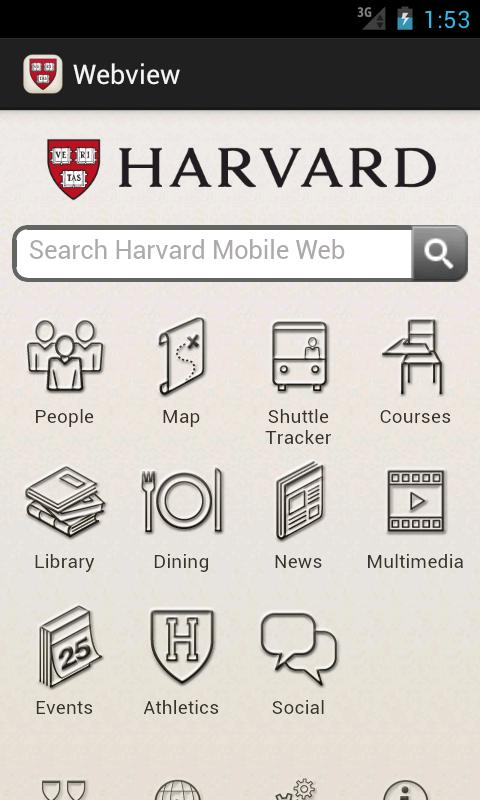 3G 1:53
Webview
VE RI
TAS
HARVARD
Search Harvard Mobile Web
People Map Shuttle Tracker Courses
Library Dining News Multimedia
25
H
Events Athletics Social